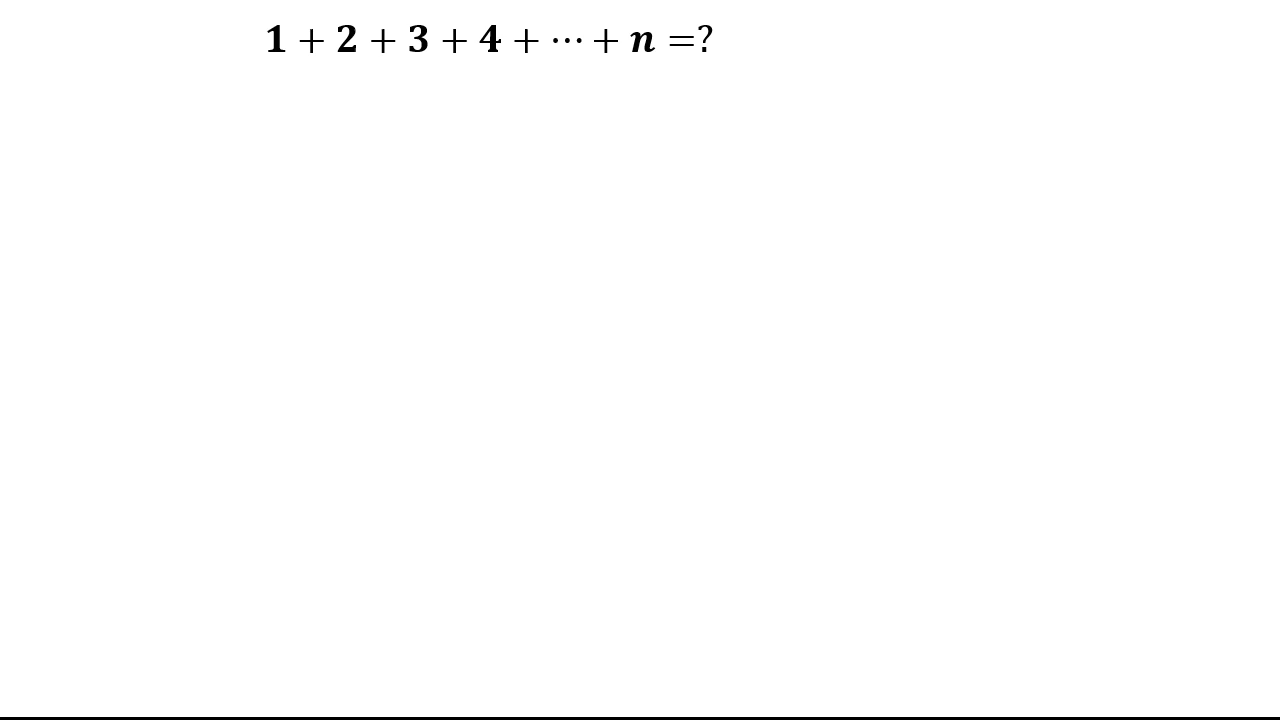 1 + 2 + 3 + 4 + ⋯ + n =?